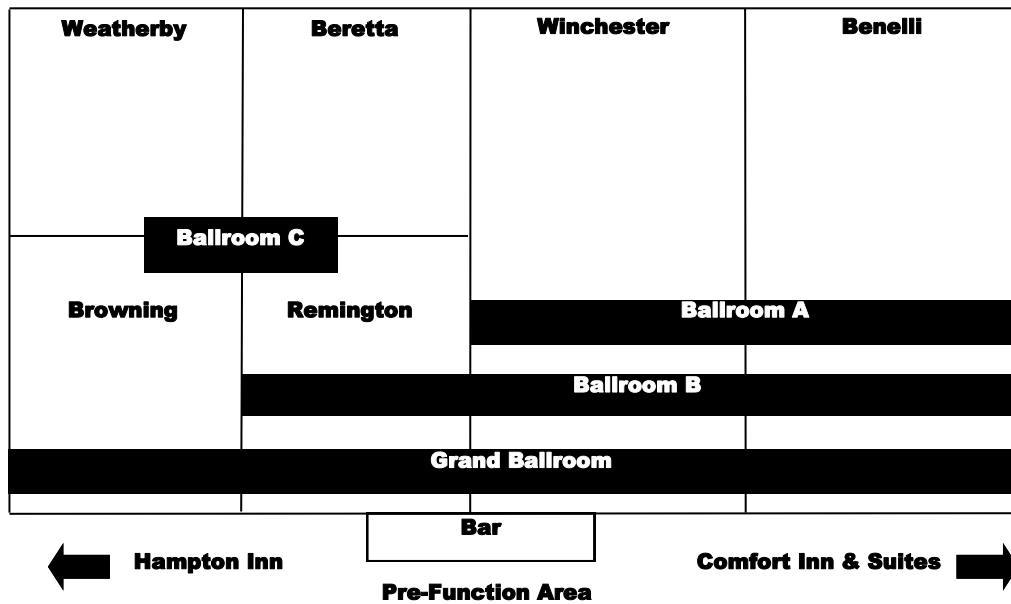 Weatherby
Beretta
Winchester
Benelli
Ballroom C
Browning
Remington
Ballroom A
Ballroom B
Grand Ballroom
Bar
Hampton Inn
Comfort Inn & Suites
Pre-Function Area